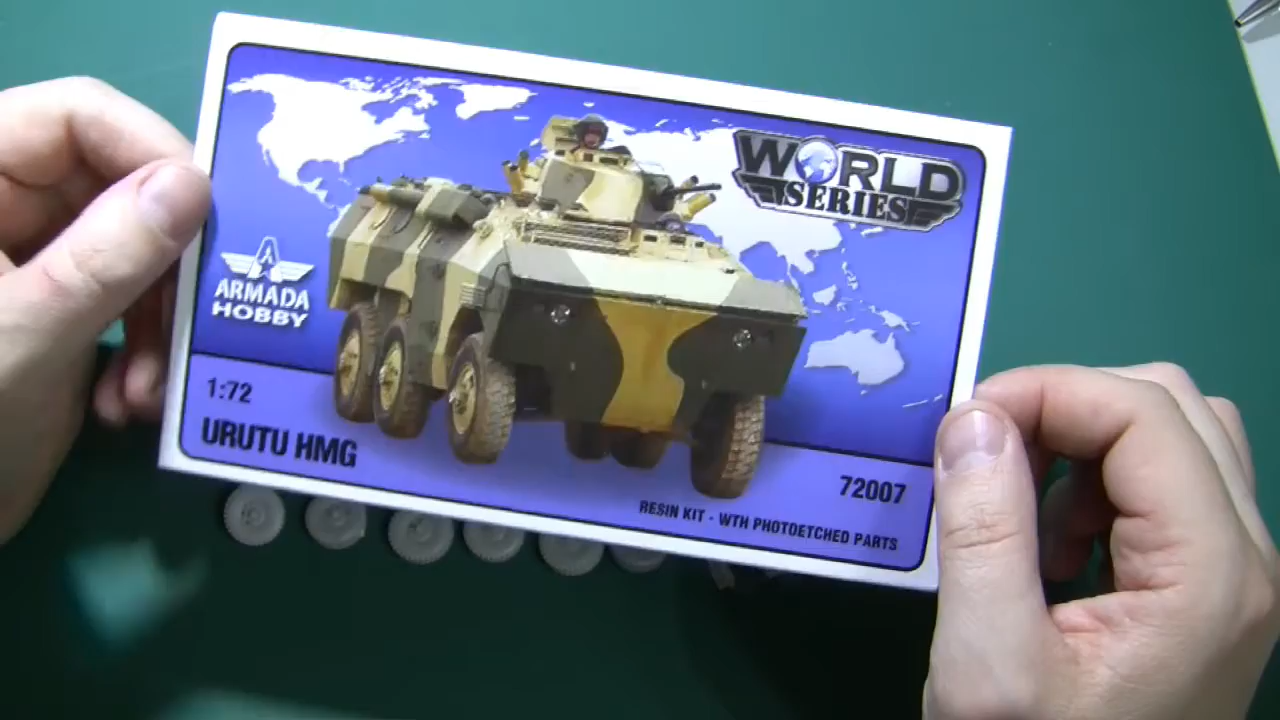 WORLD
SERIES
ARMADA
HOBBY
1:72
URUTU HMG
72007
RESIN KIT - WTH PHOTOETCHED PARTS